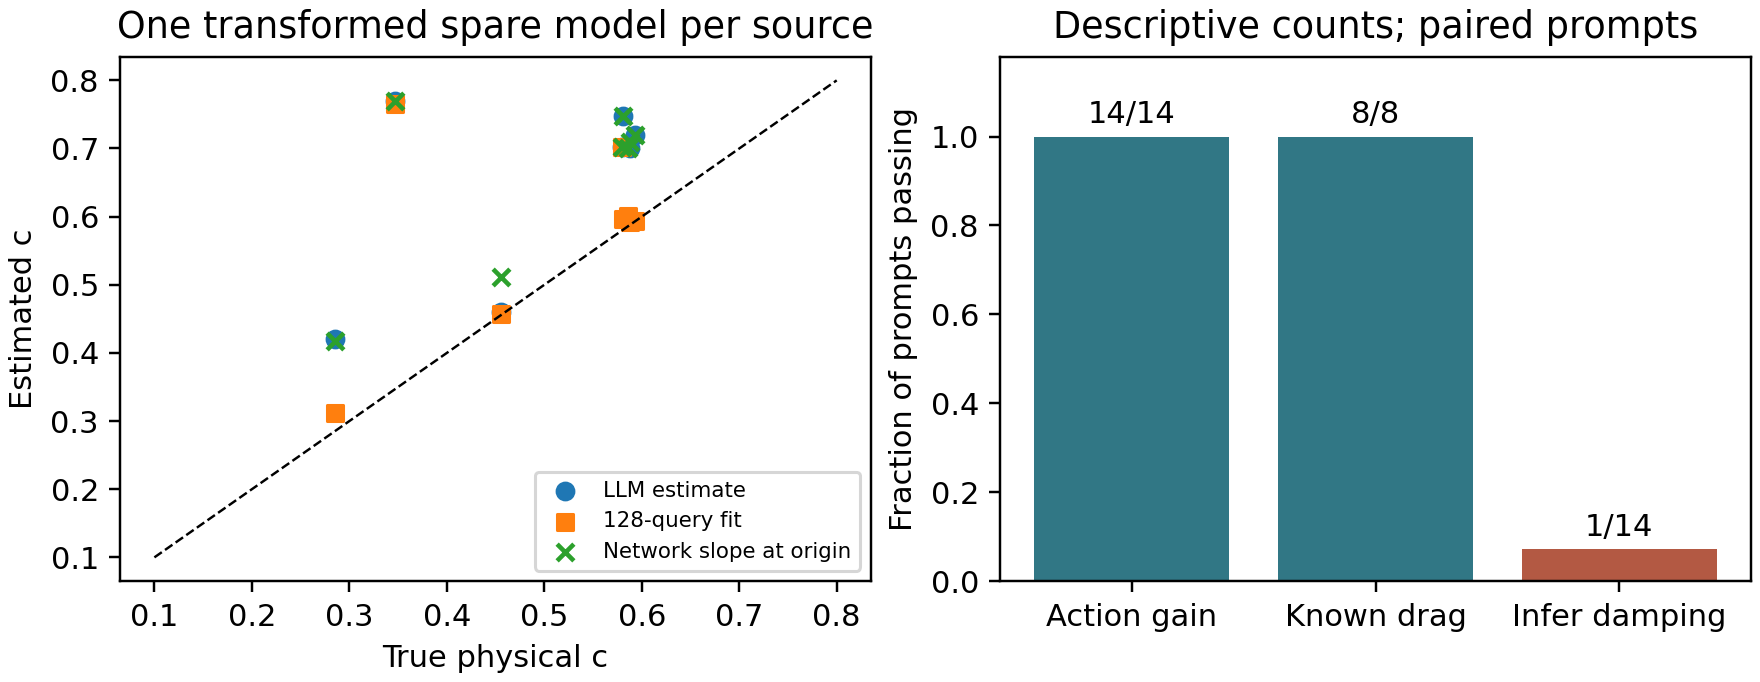 One transformed spare model per source
Estimated c
0.8
0.7
0.6
0.5
0.4
0.3
0.2
0.1
LLM estimate
128-query fit
Network slope at origin
0.1 0.2 0.3 0.4 0.5 0.6 0.7 0.8
True physical c
Descriptive counts; paired prompts
Fraction of prompts passing
1.0
0.8
0.6
0.4
0.2
0.0
14/14
8/8
1/14
Action gain Known drag Infer damping